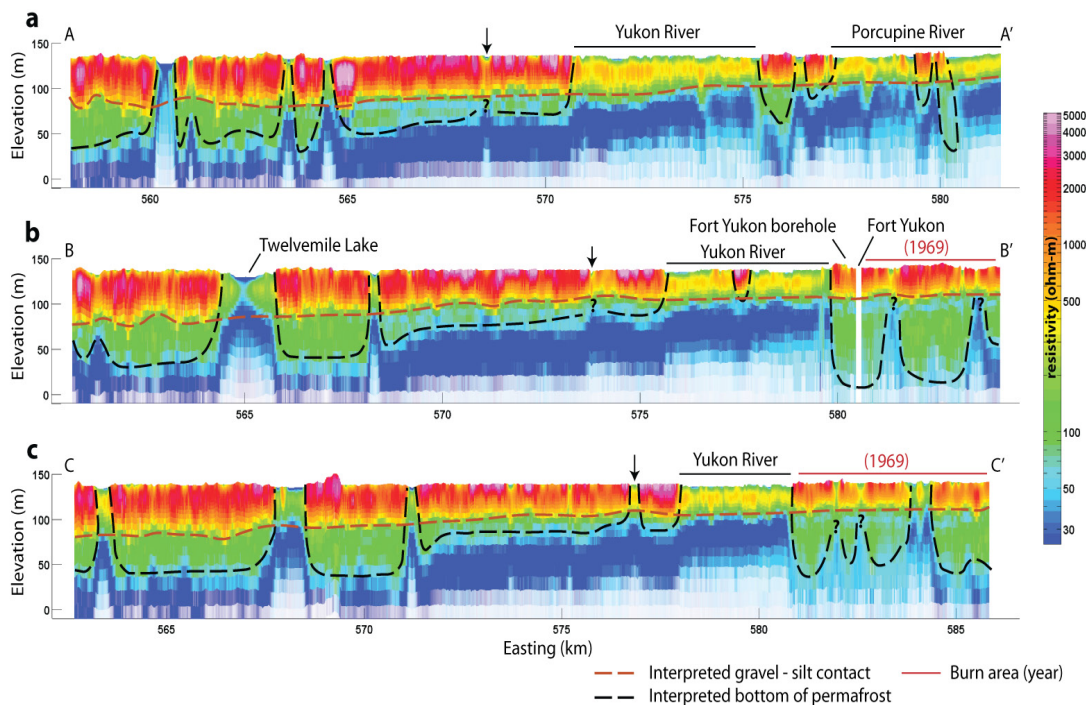 a
A
Yukon River
Porcupine River
A’
Elevation (m)
150
100
50
0
?
560
565
570
575
580
b
B
Twelvemile Lake
Fort Yukon borehole
Fort Yukon
Yukon River
(1969)
B’
Elevation (m)
150
100
50
0
?
?
?
565
570
575
580
c
C
Yukon River
(1969)
C’
Elevation (m)
150
100
50
0
?
?
565
570
575
580
585
Easting (km)
resistivity (ohm-m)
5000
4000
3000
2000
1000
500
100
50
30
Interpreted gravel - silt contact
Burn area (year)
Interpreted bottom of permafrost